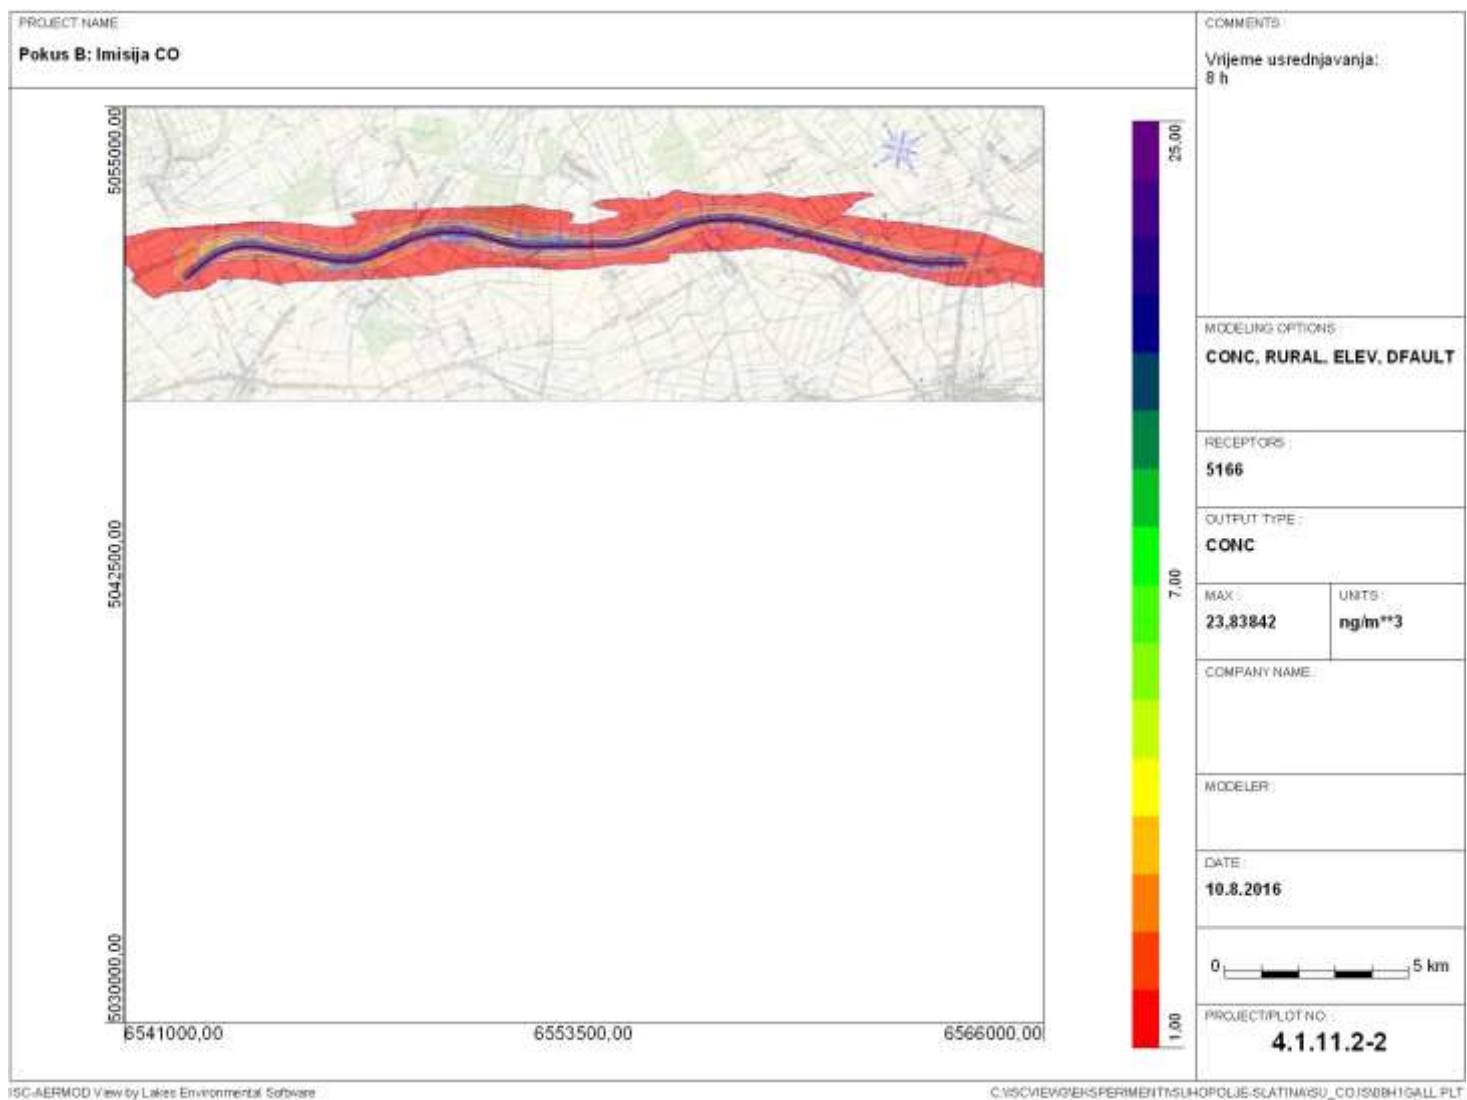 PROJECT NAME:
Pokus B: Imisija CO
COMMENTS:
Vrijeme usrednjavanja:
8 h
5055000,00
5042500,00
5030000,00
6541000,00
6553500,00
6566000,00
25,00
7,00
1,00
MODELING OPTIONS:
CONC, RURAL, ELEV, DFAULT
RECEPTORS:
5166
OUTPUT TYPE:
CONC
MAX:
23,83842
UNITS:
ng/m**3
COMPANY NAME:
MODELER:
DATE:
10.8.2016
0 5 km
PROJECT/PLOT NO.:
4.1.11.2-2
ISC-AERMOD View by Lakes Environmental Software